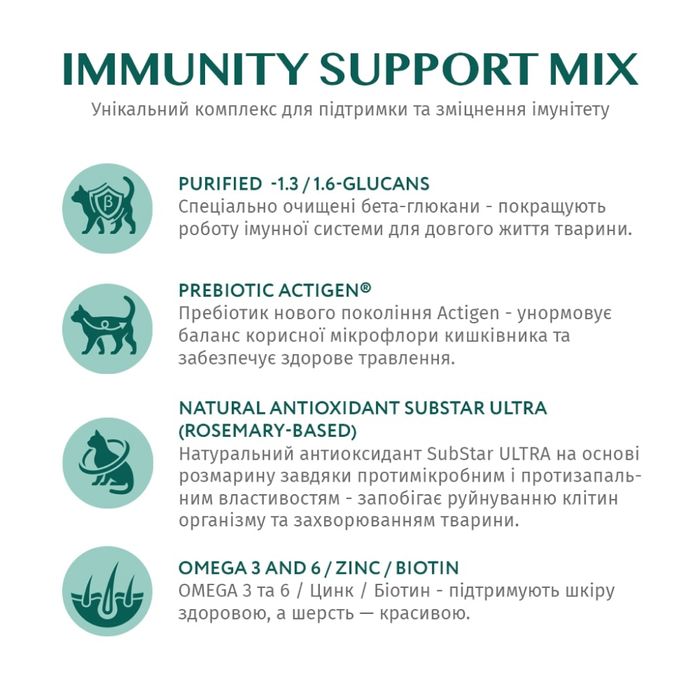 IMMUNITY SUPPORT MIX
Унікальний комплекс для підтримки та зміцнення імунітету
β
PURIFIED -1.3 / 1.6-GLUCANS
Спеціально очищені бета-глюкани - покращують
роботу імунної системи для довгого життя тварини.
PREBIOTIC ACTIGEN®
Пребіотик нового покоління Actigen - унормовує
баланс корисної мікрофлори кишківника та
забезпечує здорове травлення.
NATURAL ANTIOXIDANT SUBSTAR ULTRA
(ROSEMARY-BASED)
Натуральний антиоксидант SubStar ULTRA на основі
розмарину завдяки протимікробним і протизапаль-
ним властивостям - запобігає руйнуванню клітин
організму та захворюванням тварини.
OMEGA 3 AND 6 / ZINC / BIOTIN
OMEGA 3 та 6 / Цинк / Біотин - підтримують шкіру
здоровою, а шерсть — красивою.